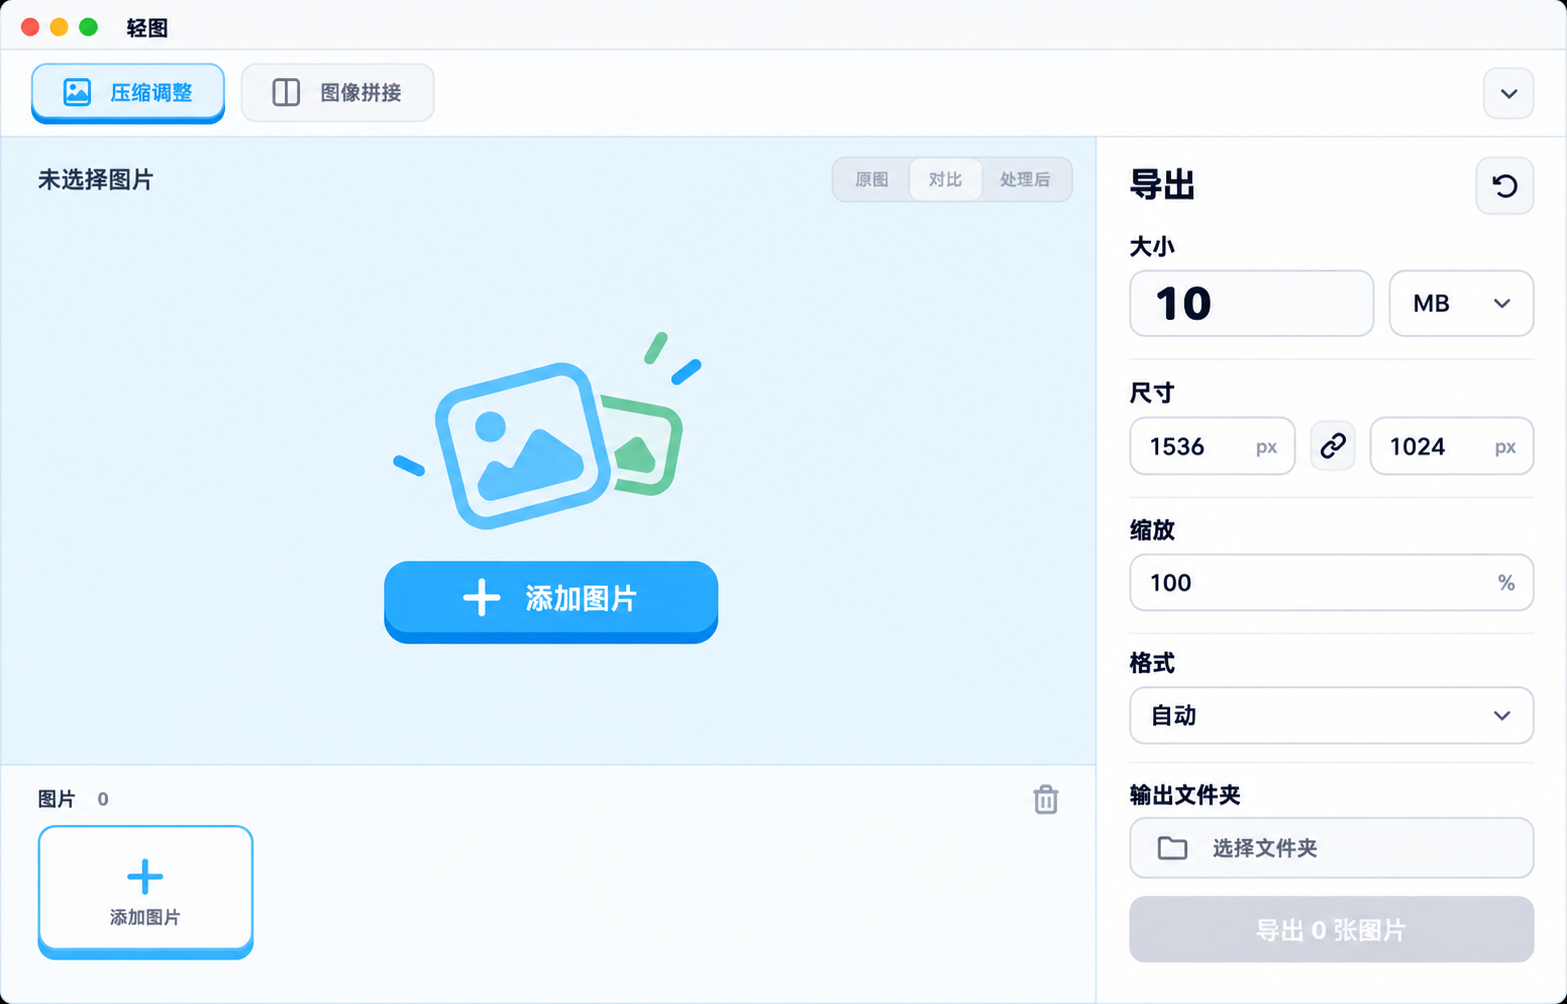 轻图
压缩调整
图像拼接
未选择图片
原图
对比
处理后
添加图片
图片 0
添加图片
导出
大小
10
MB
尺寸
1536 px
1024 px
缩放
100 %
格式
自动
输出文件夹
选择文件夹
导出 0 张图片